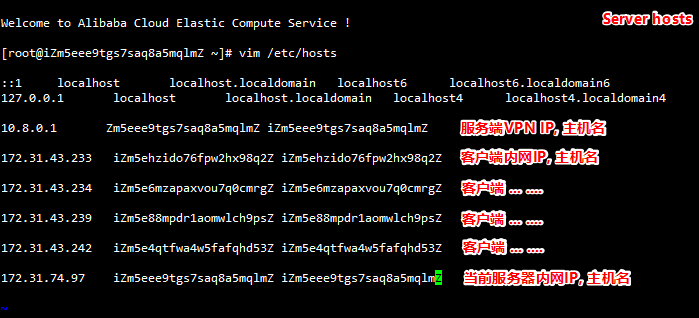 Server hosts
Welcome to Alibaba Cloud Elastic Compute Service !
[root@iZm5eee9tgs7saq8a5mqlmZ ~]# vim /etc/hosts
::1 localhost localhost.localdomain localhost6 localhost6.localdomain6
127.0.0.1 localhost localhost.localdomain localhost4 localhost4.localdomain4
10.8.0.1 Zm5eee9tgs7saq8a5mqlmZ iZm5eee9tgs7saq8a5mqlmZ 服务端VPN IP, 主机名
172.31.43.233 iZm5ehzido76fpw2hx98q2Z iZm5ehzido76fpw2hx98q2Z 客户端内网IP, 主机名
172.31.43.234 iZm5e6mzapaxvou7q0cmrgZ iZm5e6mzapaxvou7q0cmrgZ 客户端 ... ....
172.31.43.239 iZm5e88mpdr1aomwlch9psZ iZm5e88mpdr1aomwlch9psZ 客户端 ... ....
172.31.43.242 iZm5e4qtfwa4w5fafqhd53Z iZm5e4qtfwa4w5fafqhd53Z 客户端 ... ....
172.31.74.97 iZm5eee9tgs7saq8a5mqlmZ iZm5eee9tgs7saq8a5mqlmZ 当前服务器内网IP, 主机名
~